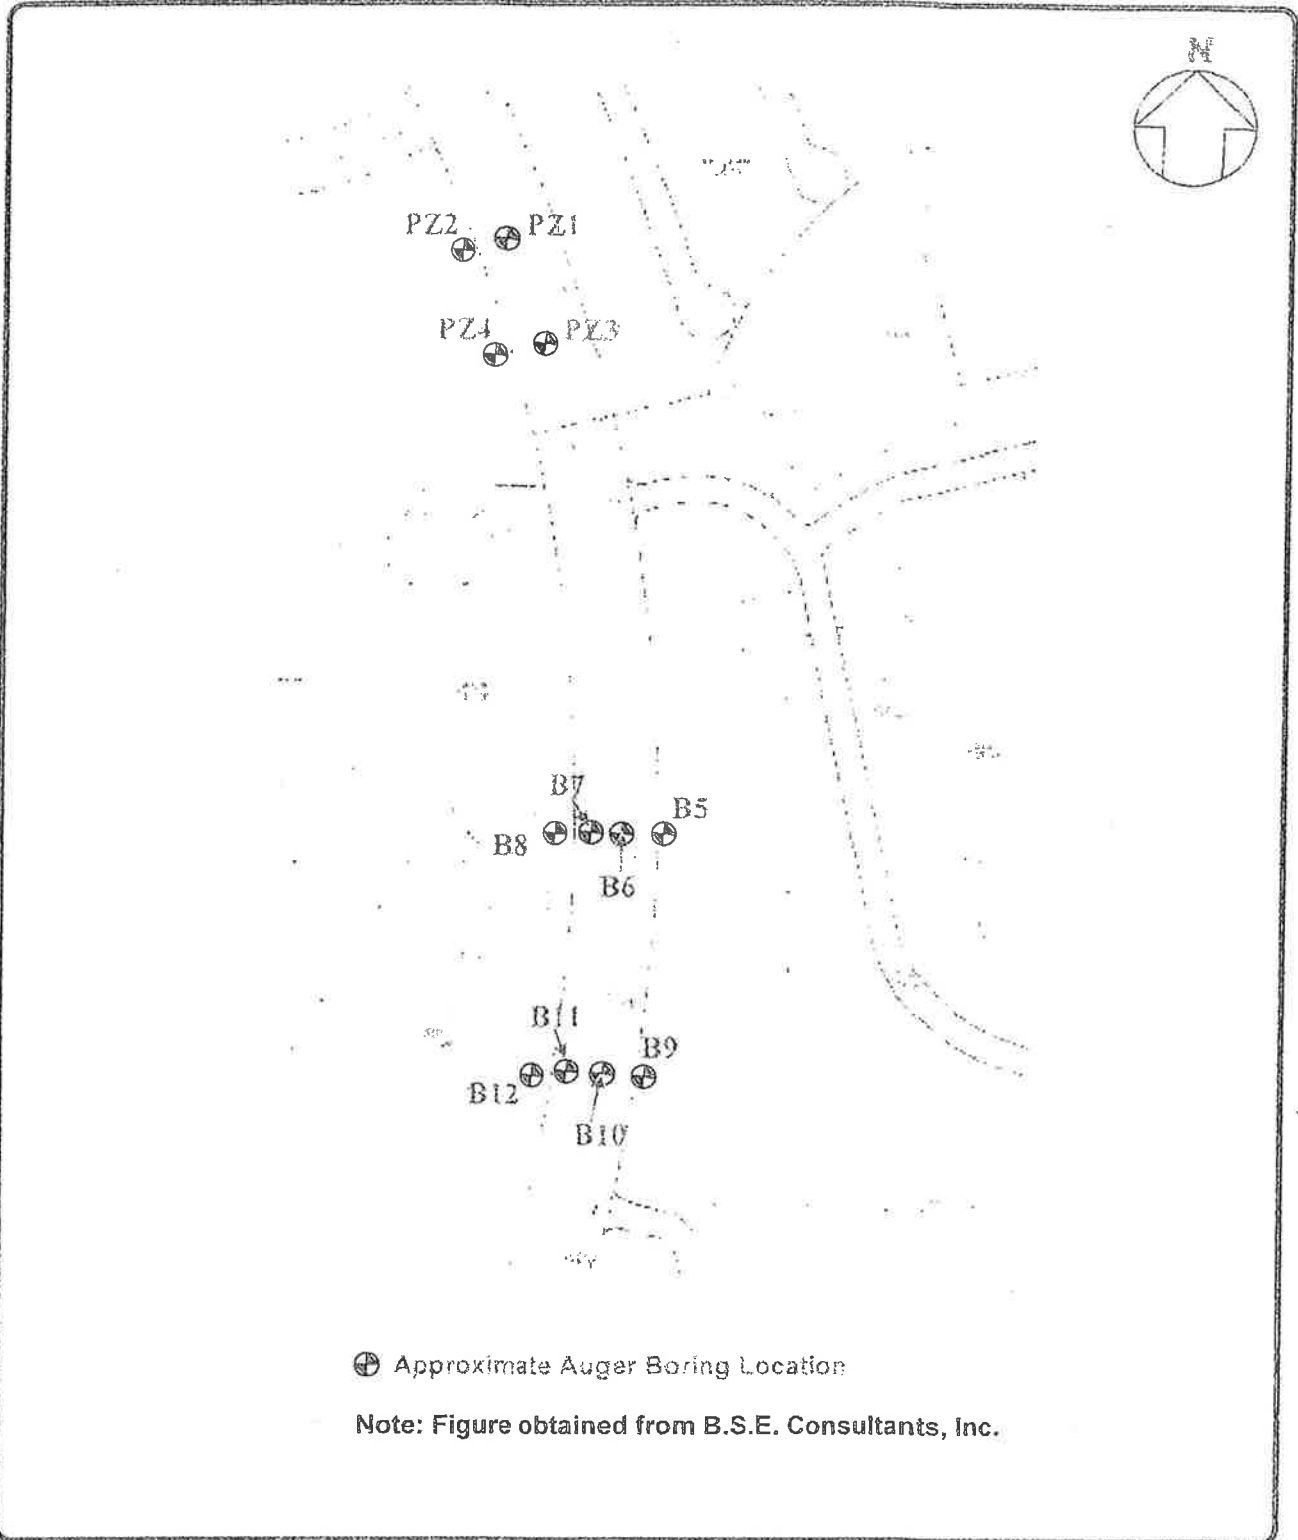 N
PZ2
PZ1
PZ4
PZ3
B7
B5
B8
B6
B11
B9
B12
B10
Approximate Auger Boring Location
Note: Figure obtained from B.S.E. Consultants, Inc.